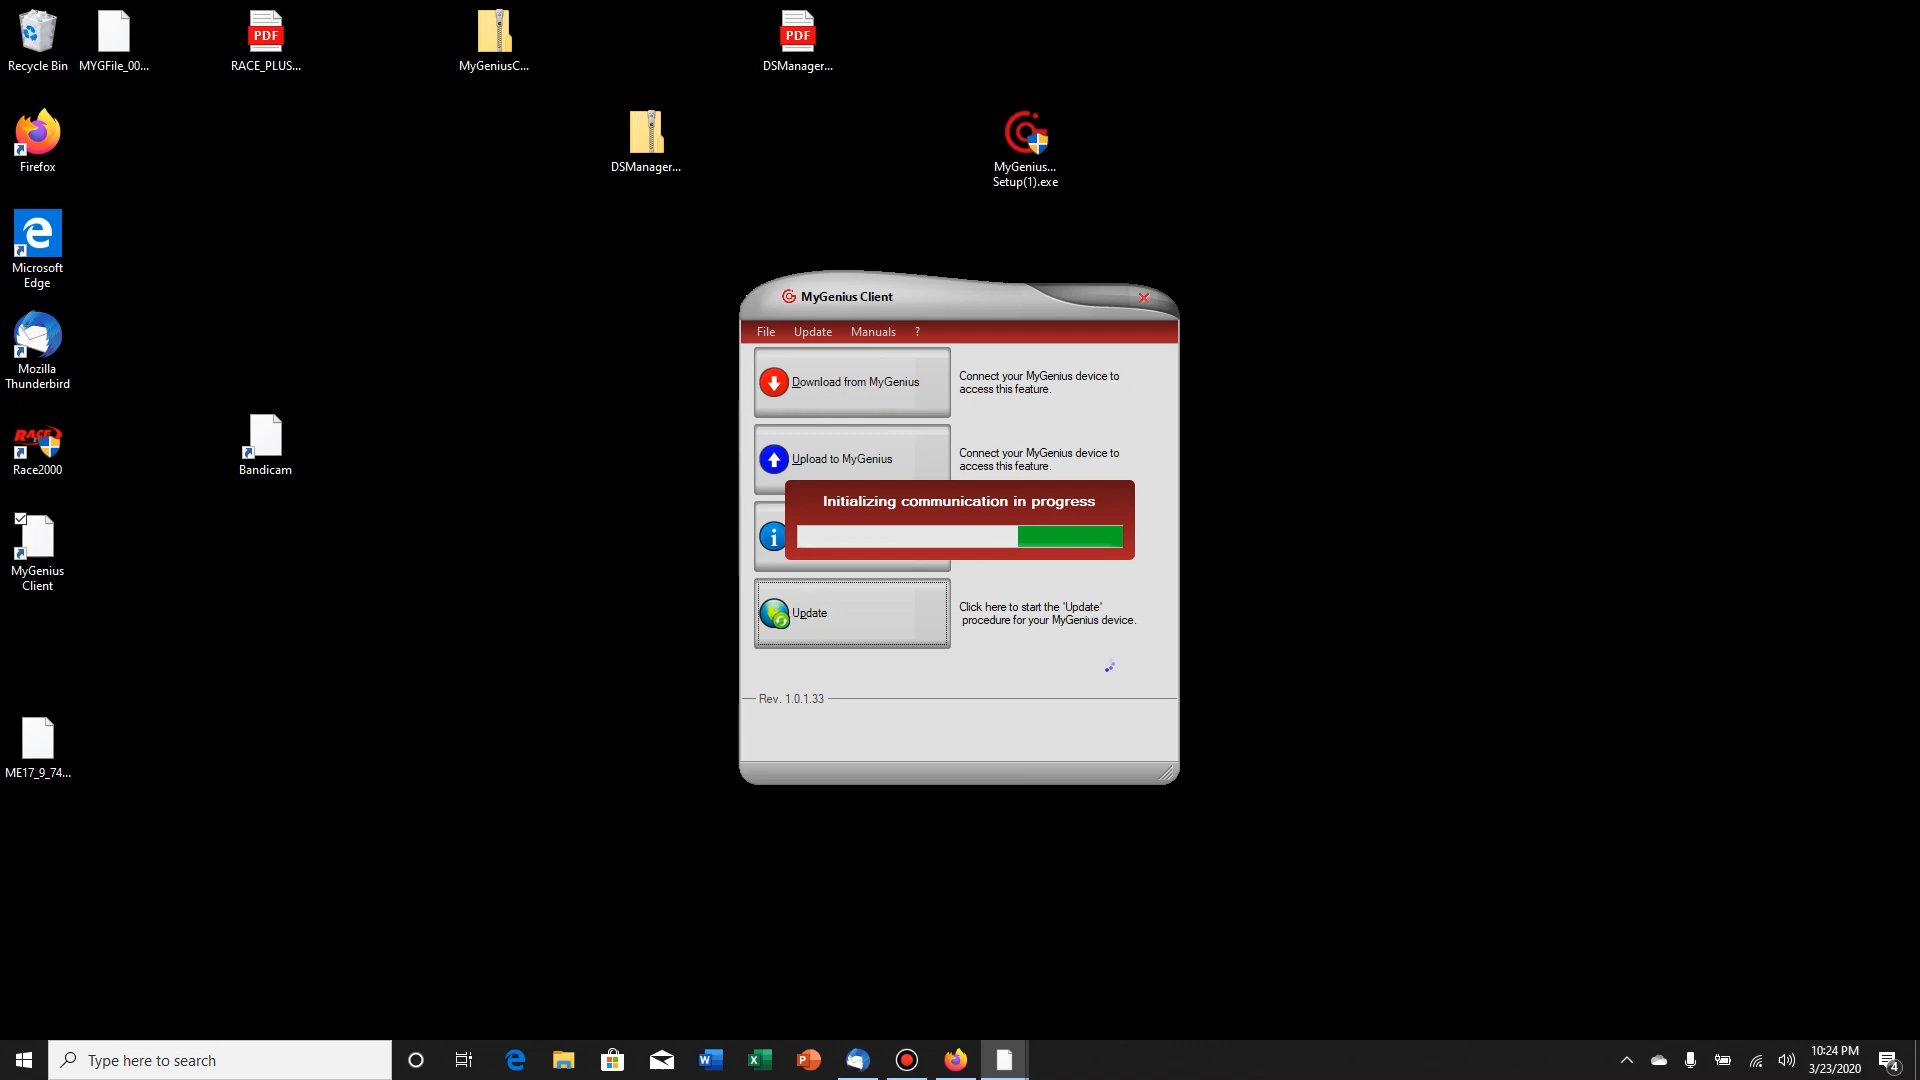 Recycle Bin
MYGFile_00...
PDF
RACE_PLUS...
MyGeniusC...
PDF
DSManager...
Firefox
DSManager...
MyGenius...
Setup(1).exe
Microsoft
Edge
Mozilla
Thunderbird
RACE
Race2000
Bandicam
MyGenius
Client
ME17_9_74...
MyGenius Client
File Update Manuals ?
Download from MyGenius
Connect your MyGenius device to
access this feature.
Upload to MyGenius
Connect your MyGenius device to
access this feature.
Initializing communication in progress
Update
Click here to start the 'Update'
procedure for your MyGenius device.
Rev. 1.0.1.33
Type here to search
10:24 PM
3/23/2020
4